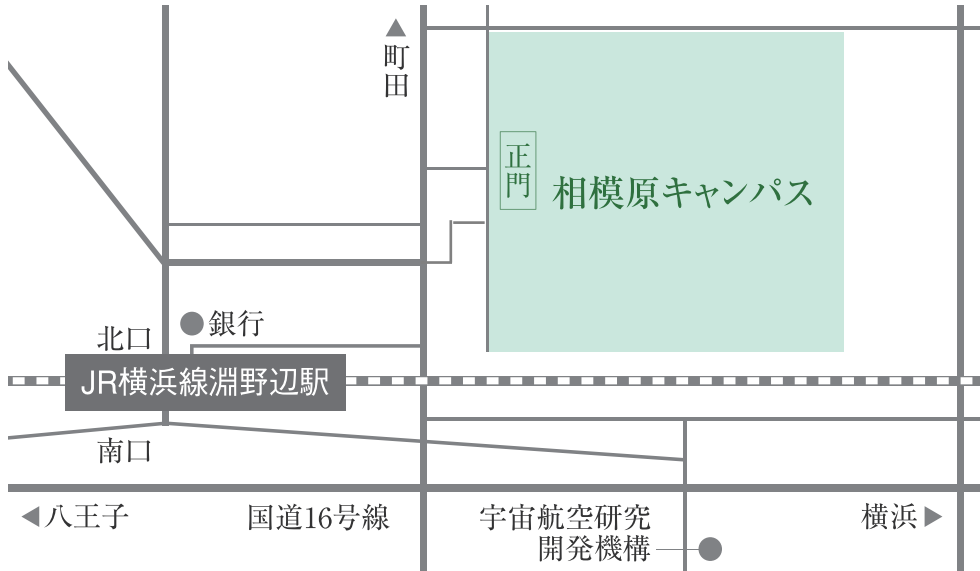 町田
正門
相模原キャンパス
銀行
北口
JR横浜線淵野辺駅
南口
八王子
国道16号線
宇宙航空研究
開発機構
横浜